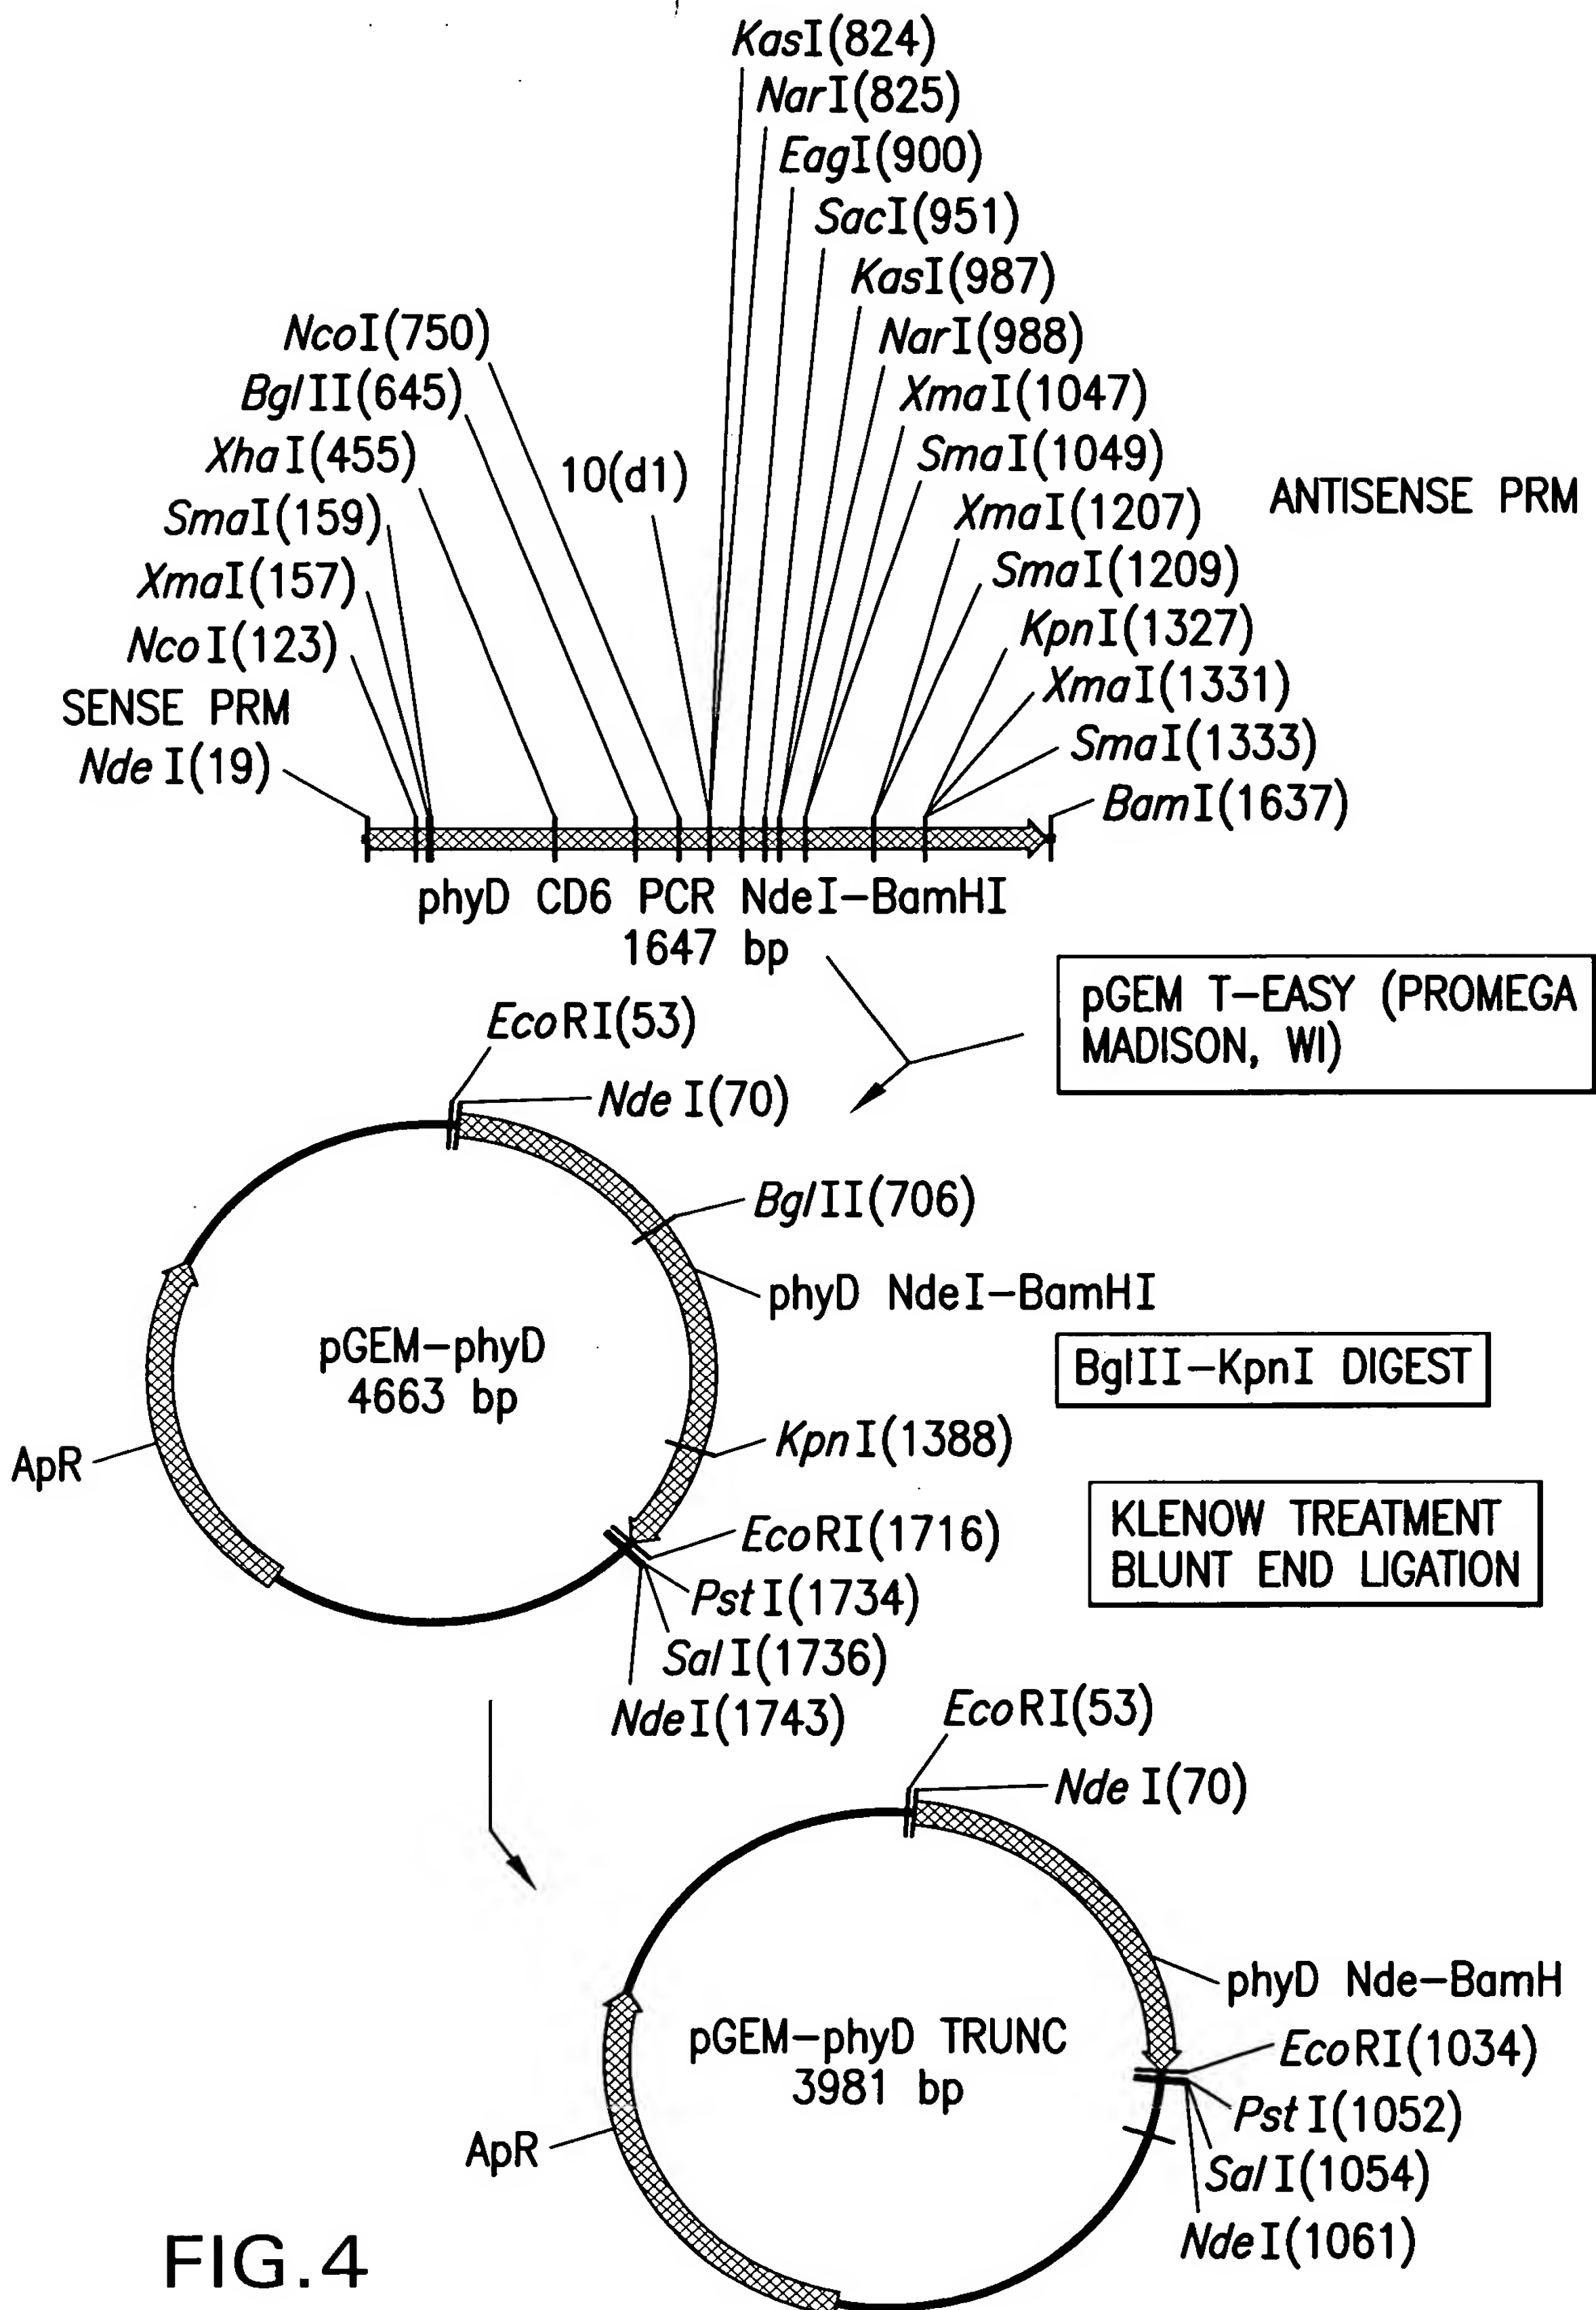 KasI(824)
NarI(825)
EagI(900)
SacI(951)
KasI(987)
NarI(988)
XmaI(1047)
SmaI(1049)
XmaI(1207)
SmaI(1209)
KpnI(1327)
XmaI(1331)
SmaI(1333)
BamI(1637)
ANTISENSE PRM
10(d1)
NcoI(750)
BglII(645)
XhaI(455)
SmaI(159)
XmaI(157)
NcoI(123)
SENSE PRM
NdeI(19)
phyD CD6 PCR NdeI-BamHI
1647 bp
pGEM T-EASY (PROMEGA
MADISON, WI)
EcoRI(53)
NdeI(70)
BglII(706)
phyD NdeI-BamHI
pGEM-phyD
4663 bp
BglII-KpnI DIGEST
KpnI(1388)
ApR
KLENOW TREATMENT
BLUNT END LIGATION
EcoRI(1716)
PstI(1734)
SalI(1736)
NdeI(1743)
EcoRI(53)
NdeI(70)
phyD Nde-BamH
pGEM-phyD TRUNC
3981 bp
EcoRI(1034)
PstI(1052)
SalI(1054)
NdeI(1061)
ApR
FIG.4